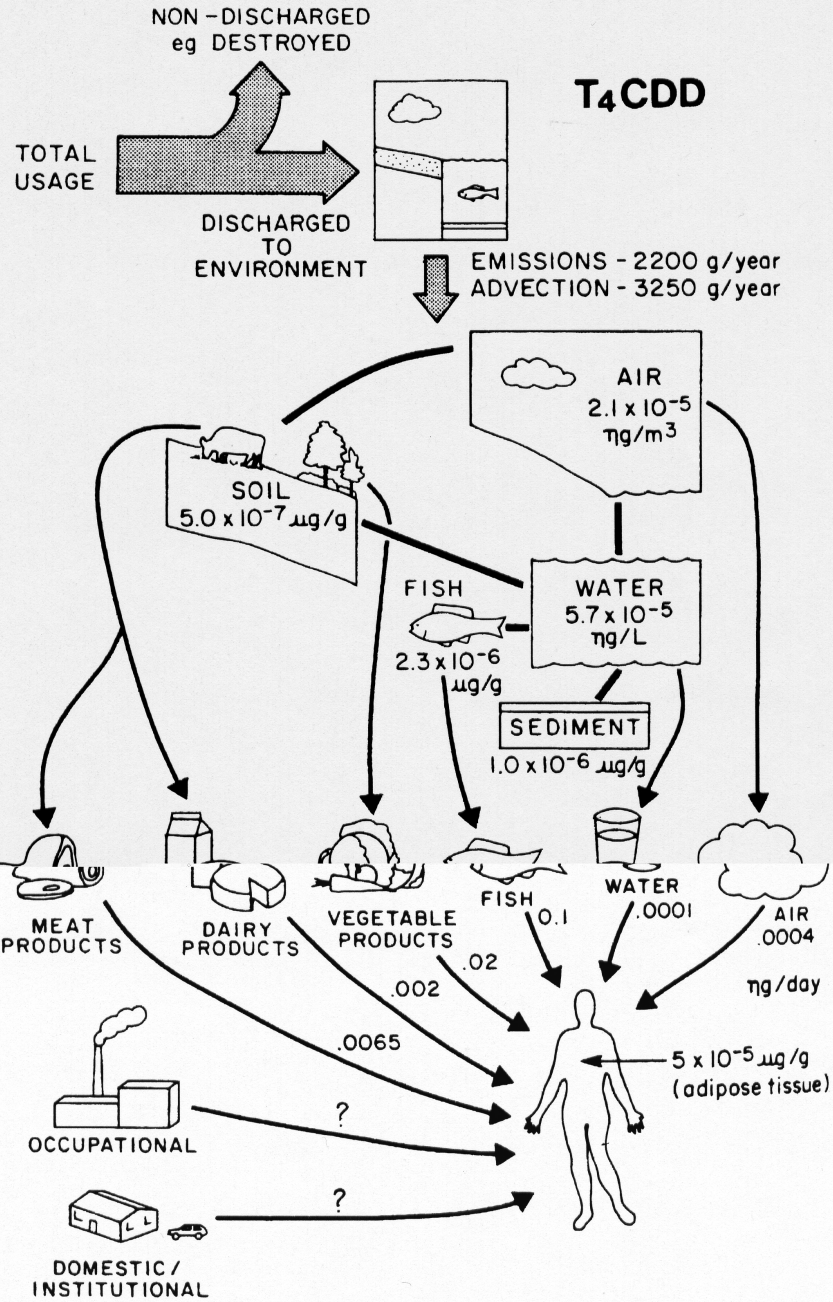 NON-DISCHARGED
eg DESTROYED
T4CDD
TOTAL
USAGE
DISCHARGED
TO
ENVIRONMENT
EMISSIONS - 2200 g/year
ADVECTION - 3250 g/year
AIR
2.1 x 10⁻⁵
ηg/m³
SOIL
5.0 x 10⁻⁷ µg/g
FISH
2.3 x 10⁻⁶
µg/g
WATER
5.7 x 10⁻⁵
ηg/L
SEDIMENT
1.0 x 10⁻⁶ µg/g
MEAT
PRODUCTS
DAIRY
PRODUCTS
VEGETABLE
PRODUCTS
FISH
WATER
AIR
.0065
.002
.02
0.1
.0001
.0004
ηg/day
5 x 10⁻⁵ µg/g
(adipose tissue)
OCCUPATIONAL
?
DOMESTIC/
INSTITUTIONAL
?